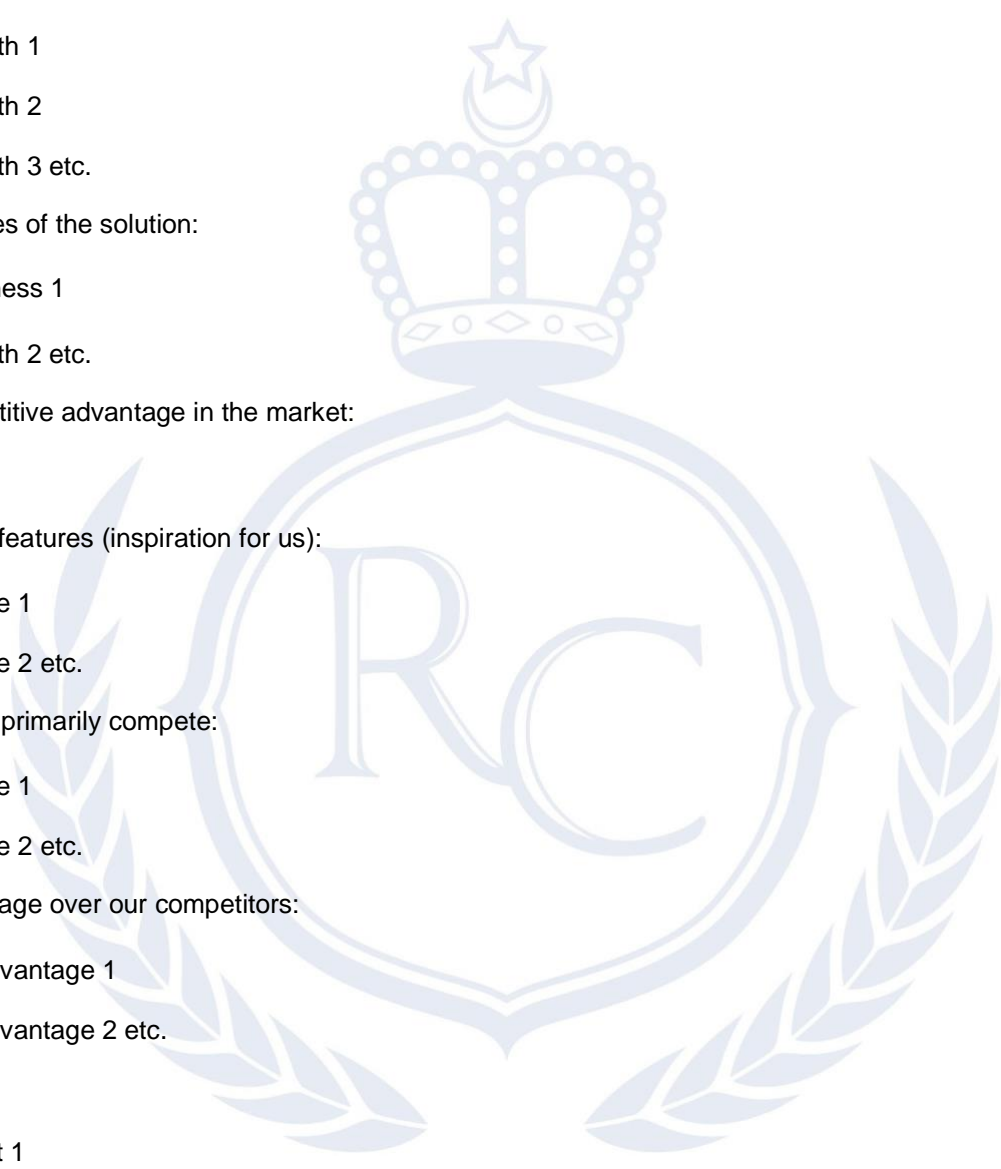 th 1
th 2
th 3 etc.
es of the solution:
ness 1
th 2 etc.
titive advantage in the market:
features (inspiration for us):
e 1
e 2 etc.
primarily compete:
e 1
e 2 etc.
age over our competitors:
vantage 1
vantage 2 etc.
t 1
RC